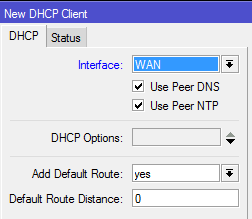 New DHCP Client
DHCP Status
Interface: WAN
Use Peer DNS
Use Peer NTP
DHCP Options:
Add Default Route: yes
Default Route Distance: 0